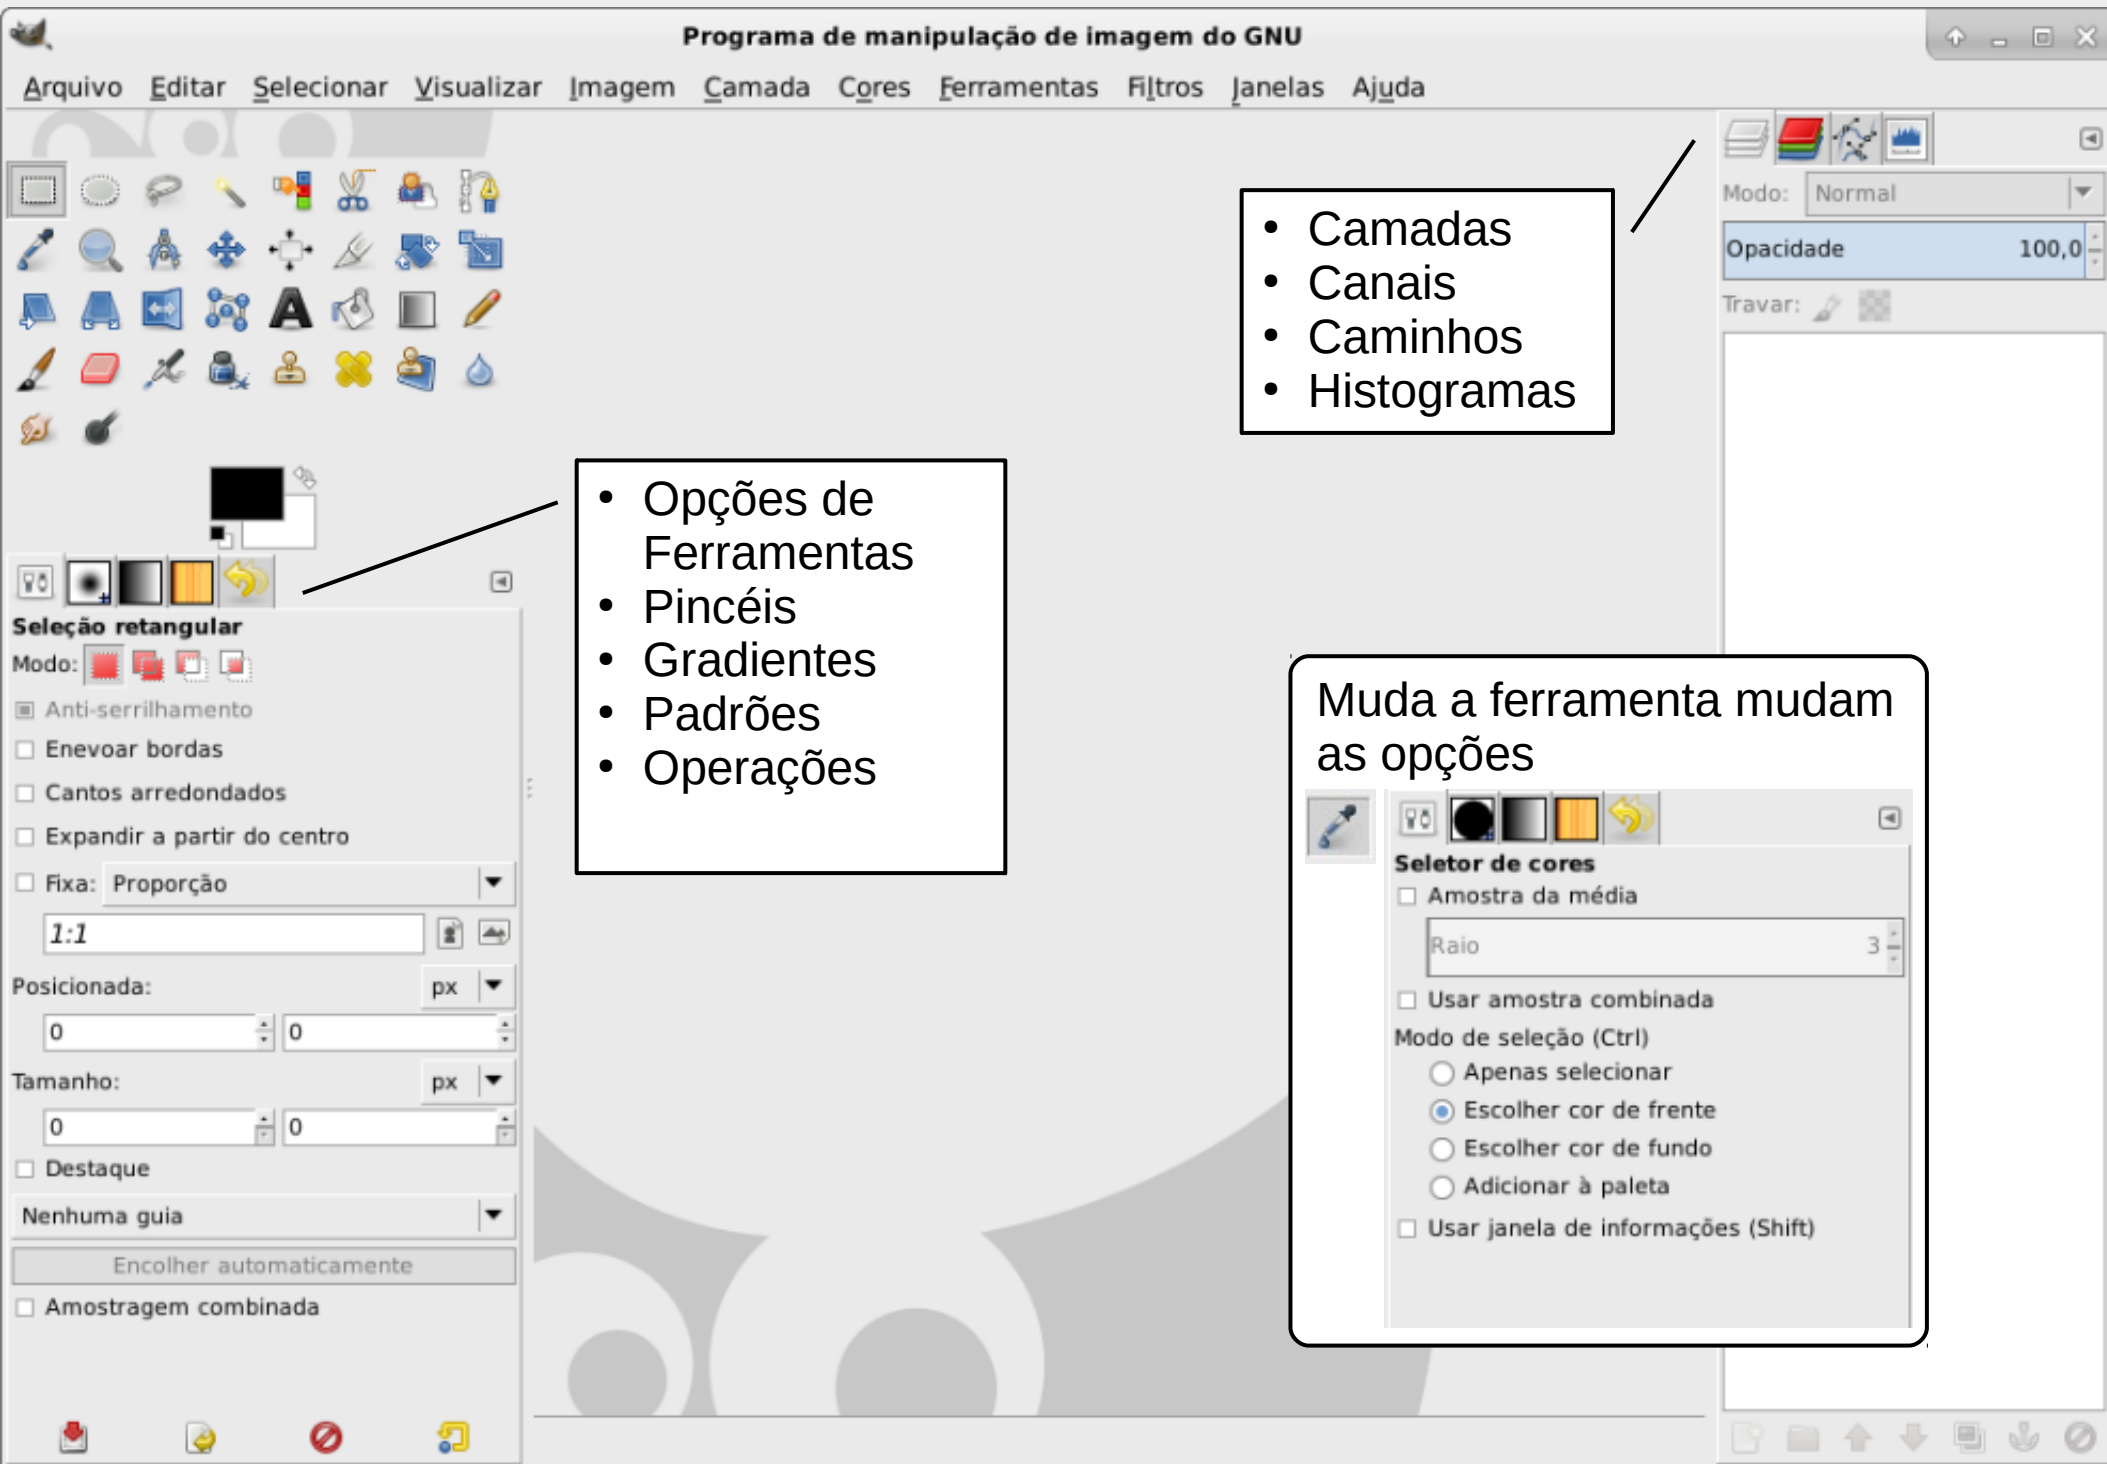 Programa de manipulação de imagem do GNU
Arquivo Editar Selecionar Visualizar Imagem Camada Cores Ferramentas Filtros Janelas Ajuda
Modo: Normal
Opacidade 100,0
Travar:
• Camadas
• Canais
• Caminhos
• Histogramas
• Opções de
Ferramentas
• Pincéis
• Gradientes
• Padrões
• Operações
Seleção retangular
Modo:
Anti-serrilhamento
Enevoar bordas
Cantos arredondados
Expandir a partir do centro
Fixa: Proporção
1:1
Posicionada: px
0 0
Tamanho: px
0 0
Destaque
Nenhuma guia
Encolher automaticamente
Amostragem combinada
Muda a ferramenta mudam
as opções
Seletor de cores
Amostra da média
Raio 3
Usar amostra combinada
Modo de seleção (Ctrl)
Apenas selecionar
Escolher cor de frente
Escolher cor de fundo
Adicionar à paleta
Usar janela de informações (Shift)